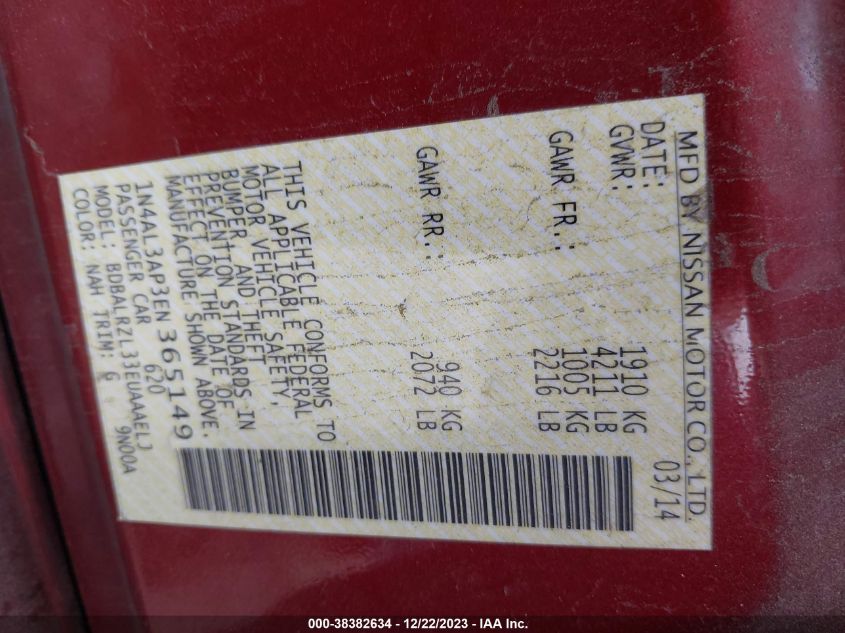 MFD BY NISSAN MOTOR CO., LTD.
DATE: 03/14
GVWR: 1910 KG
4211 LB
GAWR FR.: 1005 KG
2216 LB
GAWR RR.: 940 KG
2072 LB
THIS VEHICLE CONFORMS TO
ALL APPLICABLE FEDERAL
MOTOR VEHICLE SAFETY,
BUMPER AND THEFT
PREVENTION STANDARDS IN
EFFECT ON THE DATE OF
MANUFACTURE SHOWN ABOVE.
1N4AL3AP3EN365149
PASSENGER CAR 620
MODEL: BDBALRZL33EUAAAELJ
COLOR: NAH TRIM: G 9N00A
000-38382634 - 12/22/2023 - IAA Inc.